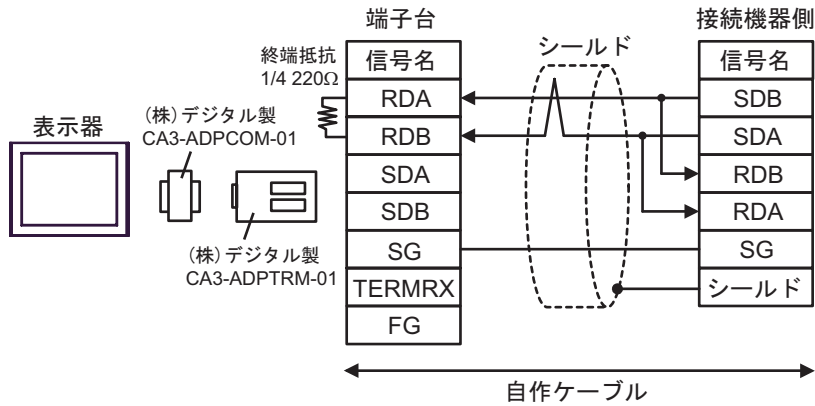 端子台
接続機器側
終端抵抗
1/4 220Ω
シールド
信号名
信号名
RDA
SDB
RDB
SDA
SDA
RDB
SDB
RDA
SG
SG
TERMRX
シールド
FG
表示器
(株)デジタル製
CA3-ADPCOM-01
(株)デジタル製
CA3-ADPTRM-01
自作ケーブル